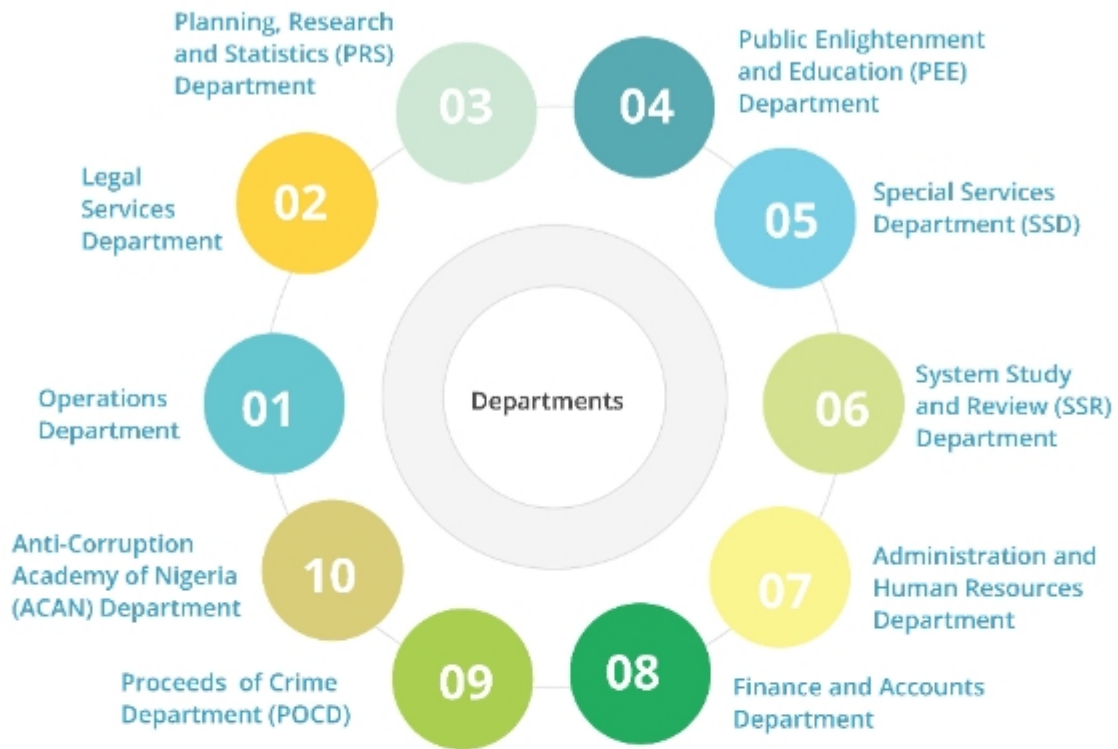 01
Operations
Department
02
Legal
Services
Department
03
Planning, Research
and Statistics (PRS)
Department
04
Public Enlightenment
and Education (PEE)
Department
05
Special Services
Department (SSD)
06
System Study
and Review (SSR)
Department
07
Administration and
Human Resources
Department
08
Finance and Accounts
Department
09
Proceeds of Crime
Department (POCD)
10
Anti-Corruption
Academy of Nigeria
(ACAN) Department
Departments